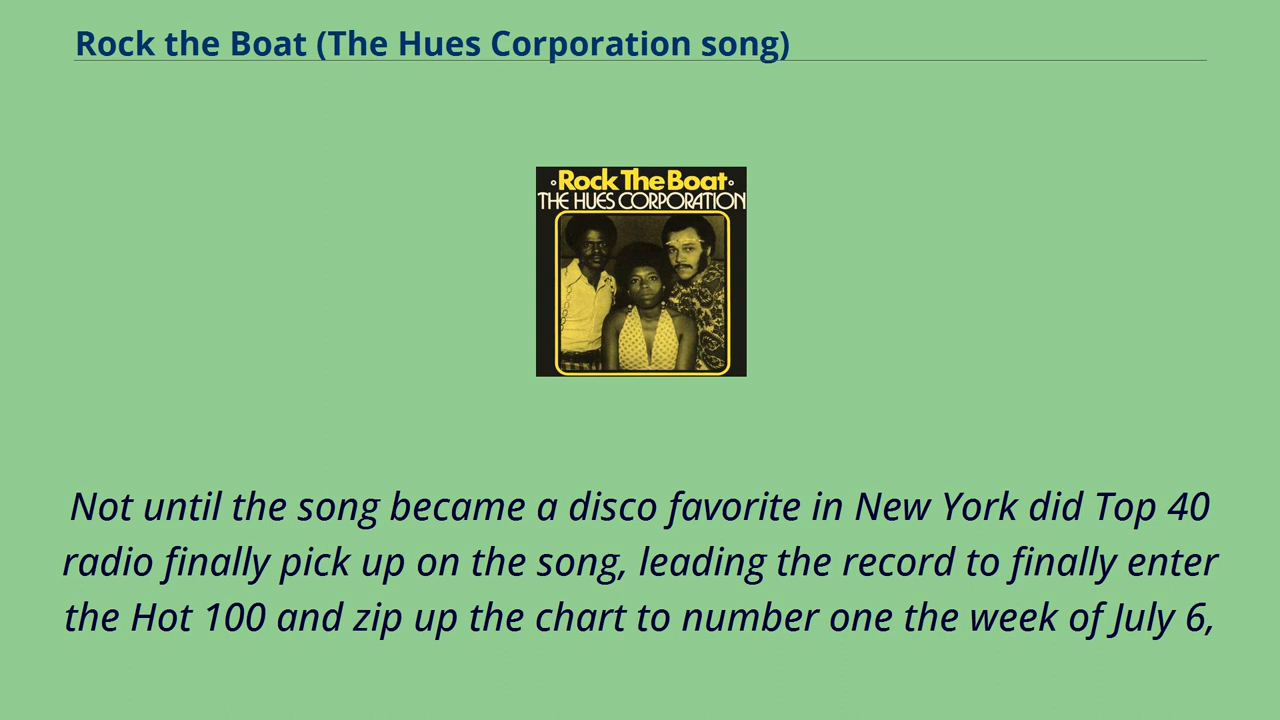 Rock the Boat (The Hues Corporation song)
Rock The Boat
THE HUES CORPORATION
Not until the song became a disco favorite in New York did Top 40
radio finally pick up on the song, leading the record to finally enter
the Hot 100 and zip up the chart to number one the week of July 6,